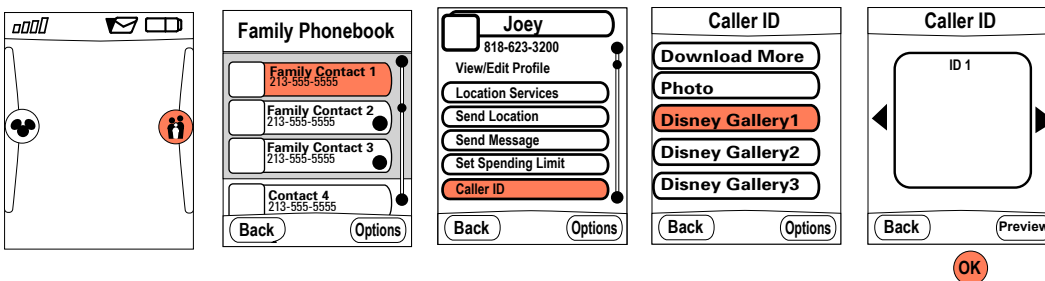 Family Phonebook
Family Contact 1
213-555-5555
Family Contact 2
213-555-5555
Family Contact 3
213-555-5555
Contact 4
213-555-5555
Back
Options
Joey
818-623-3200
View/Edit Profile
Location Services
Send Location
Send Message
Set Spending Limit
Caller ID
Back
Options
Caller ID
Download More
Photo
Disney Gallery1
Disney Gallery2
Disney Gallery3
Back
Options
Caller ID
ID 1
Back
Preview
OK